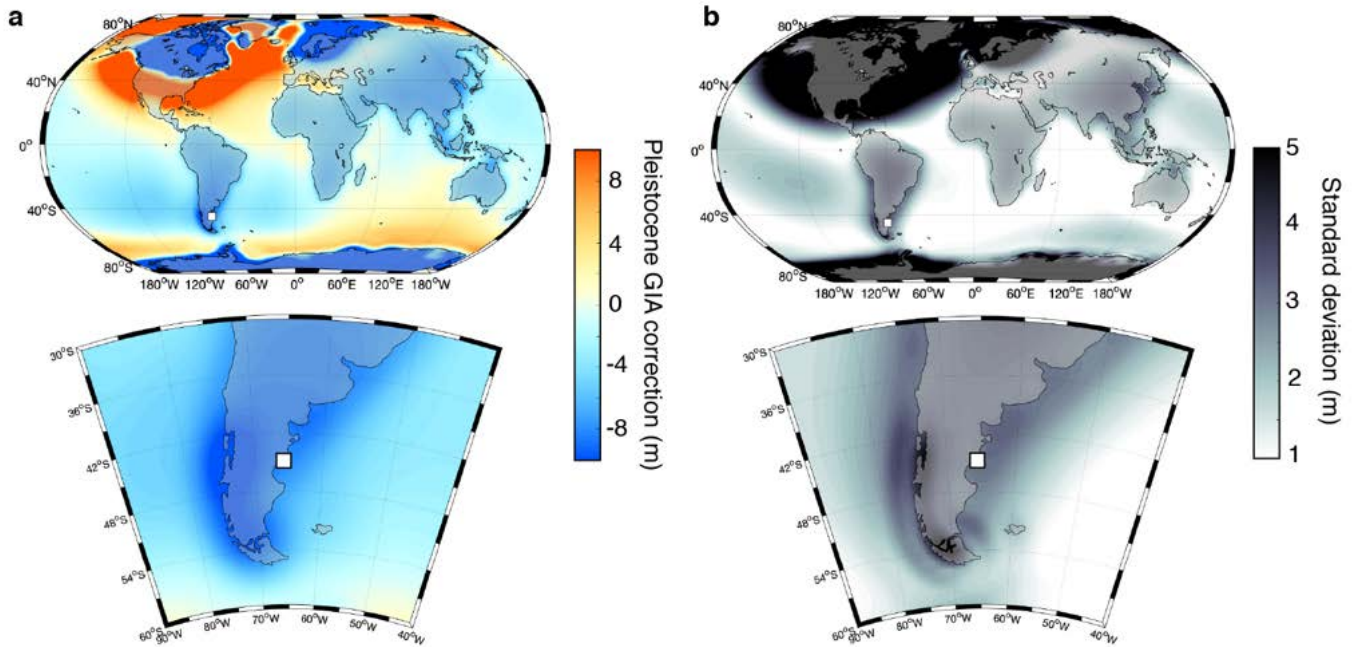 a
80°N
40°N
0°
40°S
80°S
180°W 120°W 60°W 0° 60°E 120°E 180°W
8
4
0
-4
-8
Pleistocene GIA correction (m)
30°S
36°S
42°S
48°S
54°S
60°S
90°W 80°W 70°W 60°W 50°W 40°W
b
80°N
40°N
0°
40°S
80°S
180°W 120°W 60°W 0° 60°E 120°E 180°W
5
4
3
2
1
Standard deviation (m)
30°S
36°S
42°S
48°S
54°S
60°S
90°W 80°W 70°W 60°W 50°W 40°W